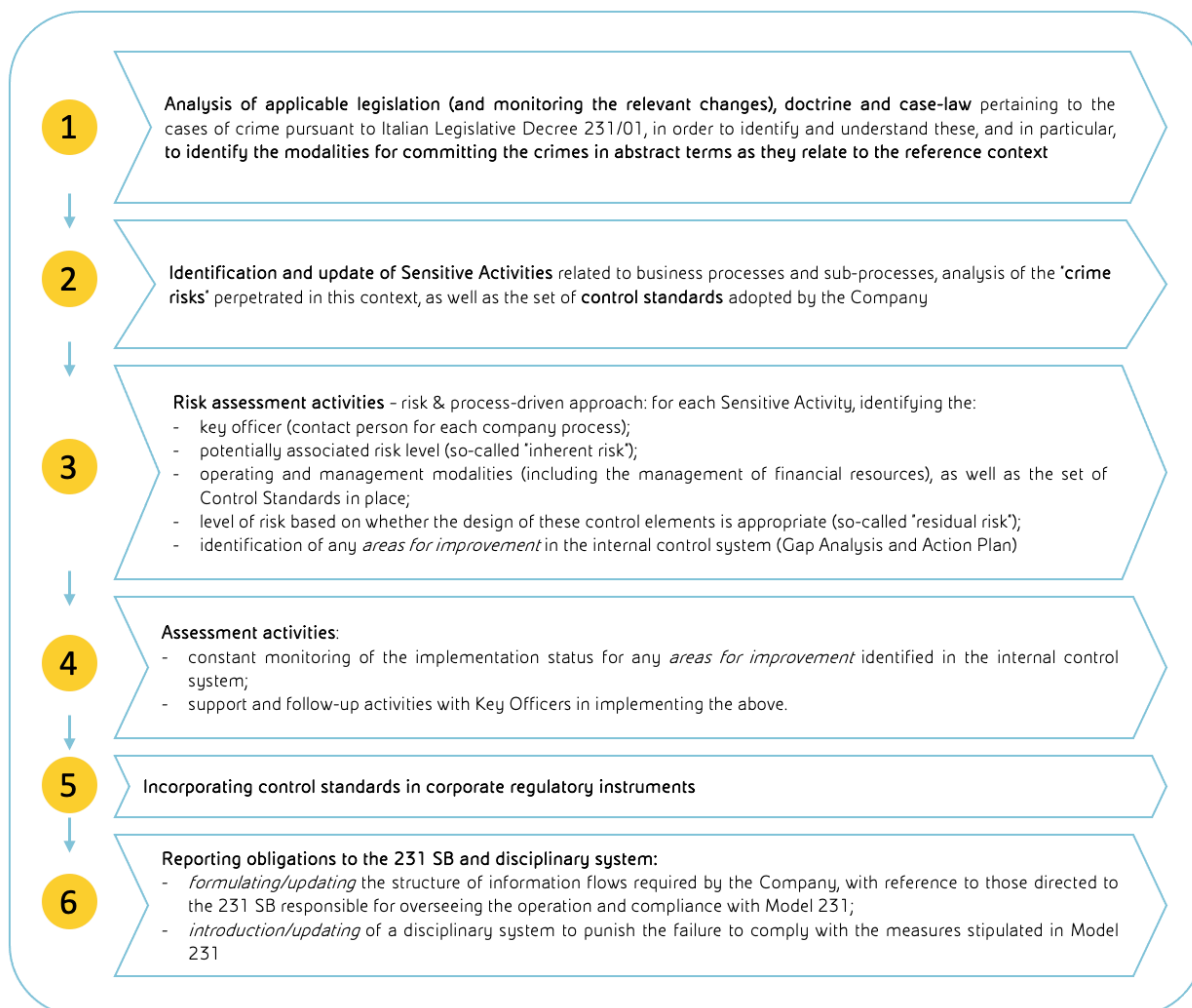 1
Analysis of applicable legislation (and monitoring the relevant changes), doctrine and case-law pertaining to the
cases of crime pursuant to Italian Legislative Decree 231/01, in order to identify and understand these, and in particular,
to identify the modalities for committing the crimes in abstract terms as they relate to the reference context
2
Identification and update of Sensitive Activities related to business processes and sub-processes, analysis of the "crime
risks" perpetrated in this context, as well as the set of control standards adopted by the Company
3
Risk assessment activities – risk & process-driven approach: for each Sensitive Activity, identifying the:
- key officer (contact person for each company process);
- potentially associated risk level (so-called "inherent risk");
- operating and management modalities (including the management of financial resources), as well as the set of
Control Standards in place;
- level of risk based on whether the design of these control elements is appropriate (so-called "residual risk");
- identification of any areas for improvement in the internal control system (Gap Analysis and Action Plan)
4
Assessment activities:
- constant monitoring of the implementation status for any areas for improvement identified in the internal control
system;
- support and follow-up activities with Key Officers in implementing the above.
5
Incorporating control standards in corporate regulatory instruments
6
Reporting obligations to the 231 SB and disciplinary system:
- formulating/updating the structure of information flows required by the Company, with reference to those directed to
the 231 SB responsible for overseeing the operation and compliance with Model 231;
- introduction/updating of a disciplinary system to punish the failure to comply with the measures stipulated in Model
231